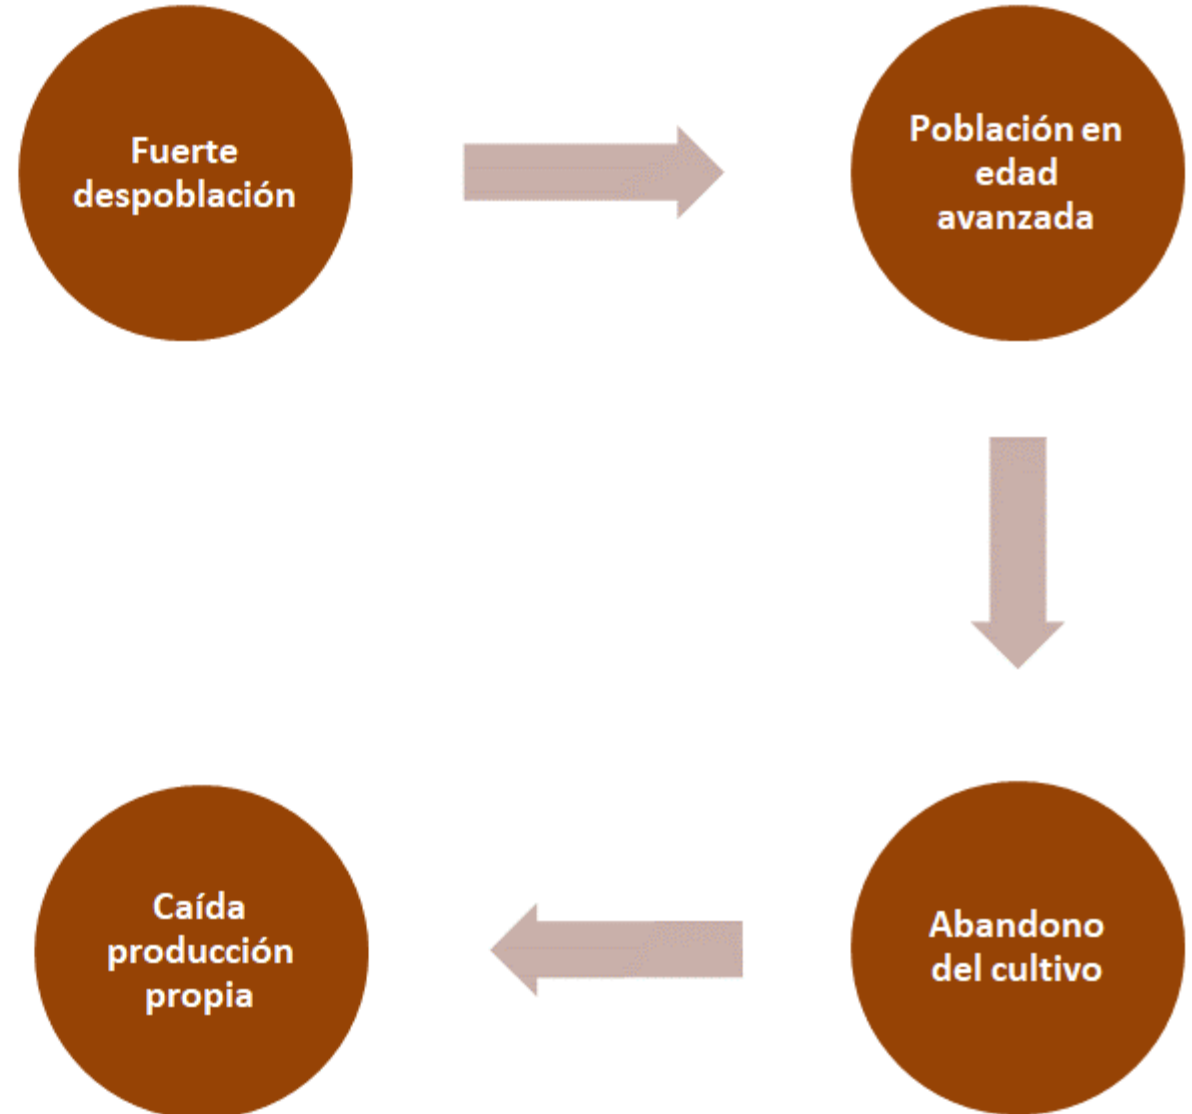 Fuerte
despoblación
Población en
edad
avanzada
Abandono
del cultivo
Caída
producción
propia